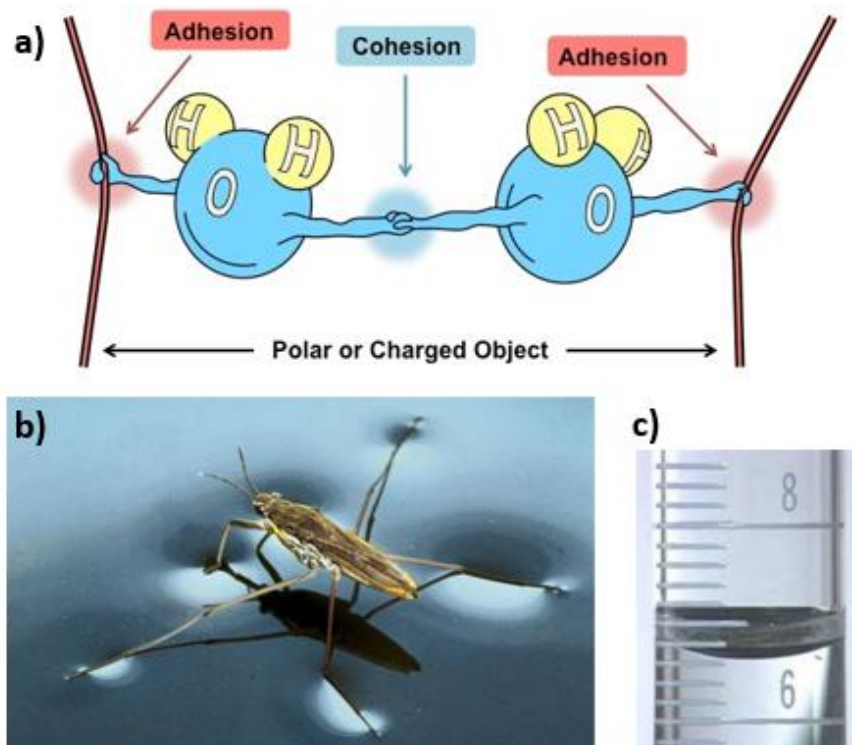 a)
Adhesion
Cohesion
Adhesion
H
H
O
H
H
O
Polar or Charged Object
b)
c)
8
6